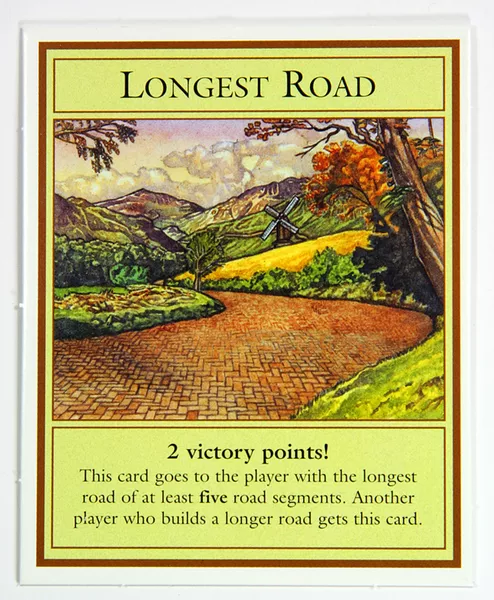 LONGEST ROAD
2 victory points!
This card goes to the player with the longest
road of at least five road segments. Another
player who builds a longer road gets this card.